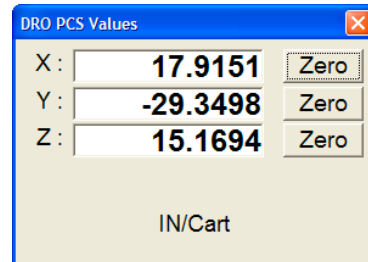 DRO PCS Values
X : 17.9151 Zero
Y : -29.3498 Zero
Z : 15.1694 Zero
IN/Cart